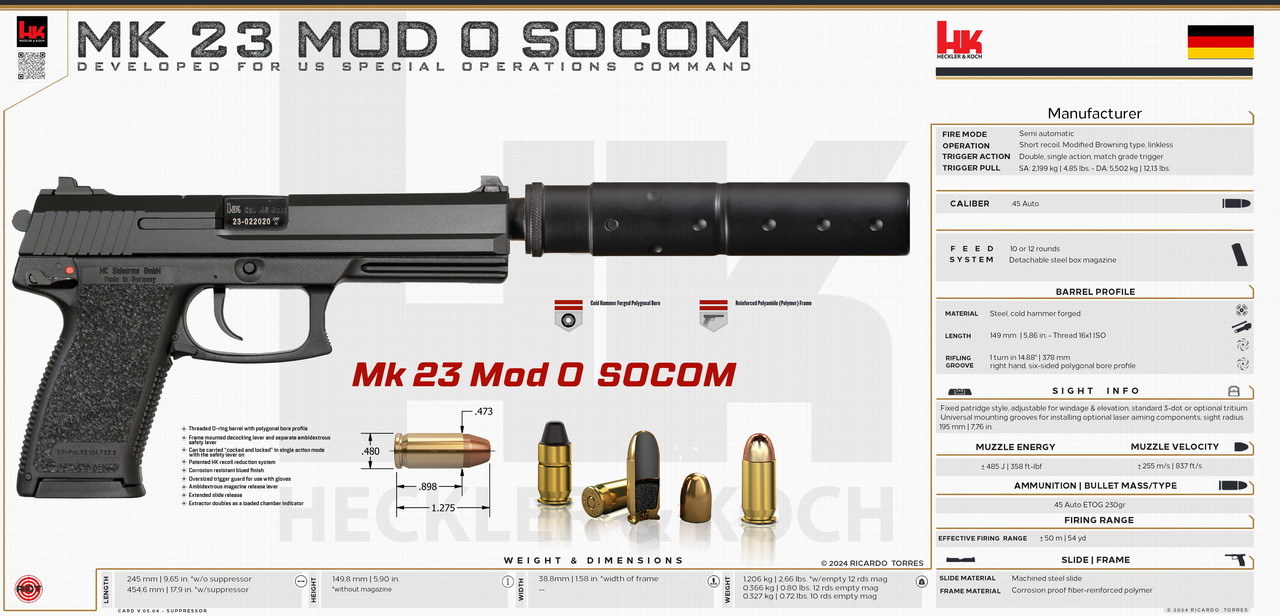 HK
HECKLER & KOCH
MK 23 MOD 0 SOCOM
DEVELOPED FOR US SPECIAL OPERATIONS COMMAND
HK
HECKLER & KOCH
HK Cal. .45 Auto
23-022020
HK Sidearms GmbH
Made in Germany
Cold Hammer Forged Polygonal Bore
Reinforced Polyamide (Polymer) Frame
Mk 23 Mod 0 SOCOM
Threaded O-ring barrel with polygonal bore profile
Frame mounted decocking lever and separate ambidextrous
safety lever
Can be carried "cocked and locked" in single action mode
with the safety lever on
Patented HK recoil reduction system
Corrosion resistant blued finish
Oversized trigger guard for use with gloves
Ambidextrous magazine release lever
Extended slide release
Extractor doubles as a loaded chamber indicator
.473
.480
.898
1.275
HECKLER & KOCH
WEIGHT & DIMENSIONS
© 2024 RICARDO TORRES
LENGTH
245 mm | 9.65 in. *w/o suppressor
454.6 mm | 17.9 in. *w/suppressor
HEIGHT
149.8 mm | 5.90 in.
*without magazine
WIDTH
38.8mm | 1.58 in. *width of frame
--
WEIGHT
1.206 kg | 2.66 lbs. *w/empty 12 rds mag
0.366 kg | 0.80 lbs. 12 rds empty mag
0.327 kg | 0.72 lbs. 10 rds empty mag
CARD V.05.04 - SUPPRESSOR
Manufacturer
FIRE MODE Semi automatic
OPERATION Short recoil, Modified Browning type, linkless
TRIGGER ACTION Double, single action, match grade trigger
TRIGGER PULL SA: 2,199 kg | 4.85 lbs. - DA: 5,502 kg | 12.13 lbs.
CALIBER .45 Auto
FEED SYSTEM
10 or 12 rounds
Detachable steel box magazine
BARREL PROFILE
MATERIAL Steel, cold hammer forged
LENGTH 149 mm | 5,86 in. - Thread 16x1 ISO
RIFLING GROOVE
1 turn in 14.88" | 378 mm
right hand, six-sided polygonal bore profile
SIGHT INFO
Fixed patridge style, adjustable for windage & elevation, standard 3-dot or optional tritium
Universal mounting grooves for installing optional laser aiming components, sight radius
195 mm | 7.76 in.
MUZZLE ENERGY MUZZLE VELOCITY
± 485 J | 358 ft-lbf ± 255 m/s | 837 ft/s
AMMUNITION | BULLET MASS/TYPE
.45 Auto ETOG 230gr
FIRING RANGE
EFFECTIVE FIRING RANGE ± 50 m | 54 yd
SLIDE | FRAME
SLIDE MATERIAL Machined steel slide
FRAME MATERIAL Corrosion proof fiber-reinforced polymer
© 2024 RICARDO TORRES